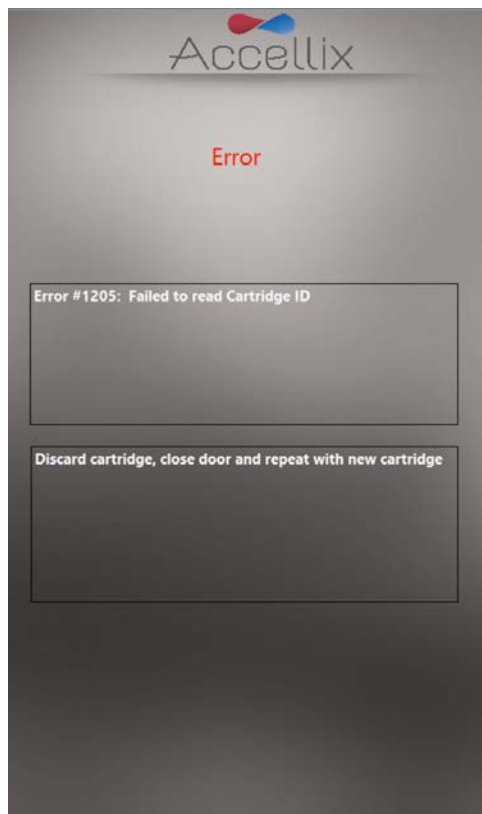 Accellix
Error
Error #1205: Failed to read Cartridge ID
Discard cartridge, close door and repeat with new cartridge